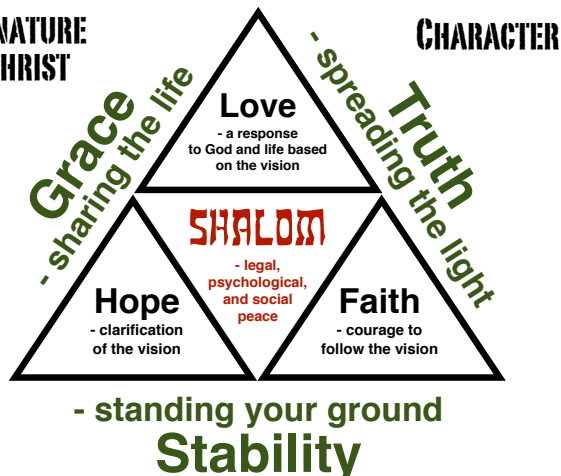 NATURE
HRIST
CHARACTER
Grace
- sharing the life
Truth
- spreading the light
Love
- a response
to God and life based
on the vision
SHALOM
- legal,
psychological,
and social
peace
Hope
- clarification
of the vision
Faith
- courage to
follow the vision
- standing your ground
Stability